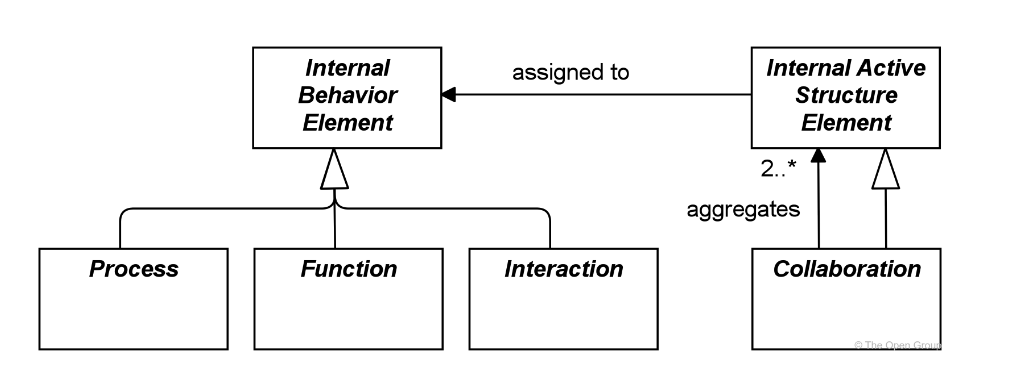 Internal
Behavior
Element
assigned to
Internal Active
Structure
Element
2..*
aggregates
Process
Function
Interaction
Collaboration
© The Open Group